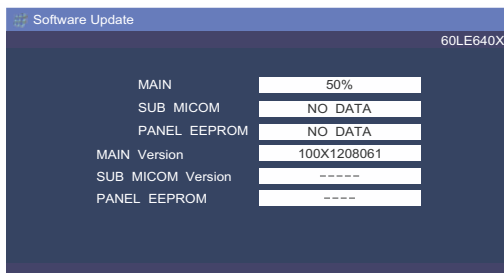 Software Update
60LE640X
MAIN 50%
SUB MICOM NO DATA
PANEL EEPROM NO DATA
MAIN Version 100X1208061
SUB MICOM Version -----
PANEL EEPROM ----